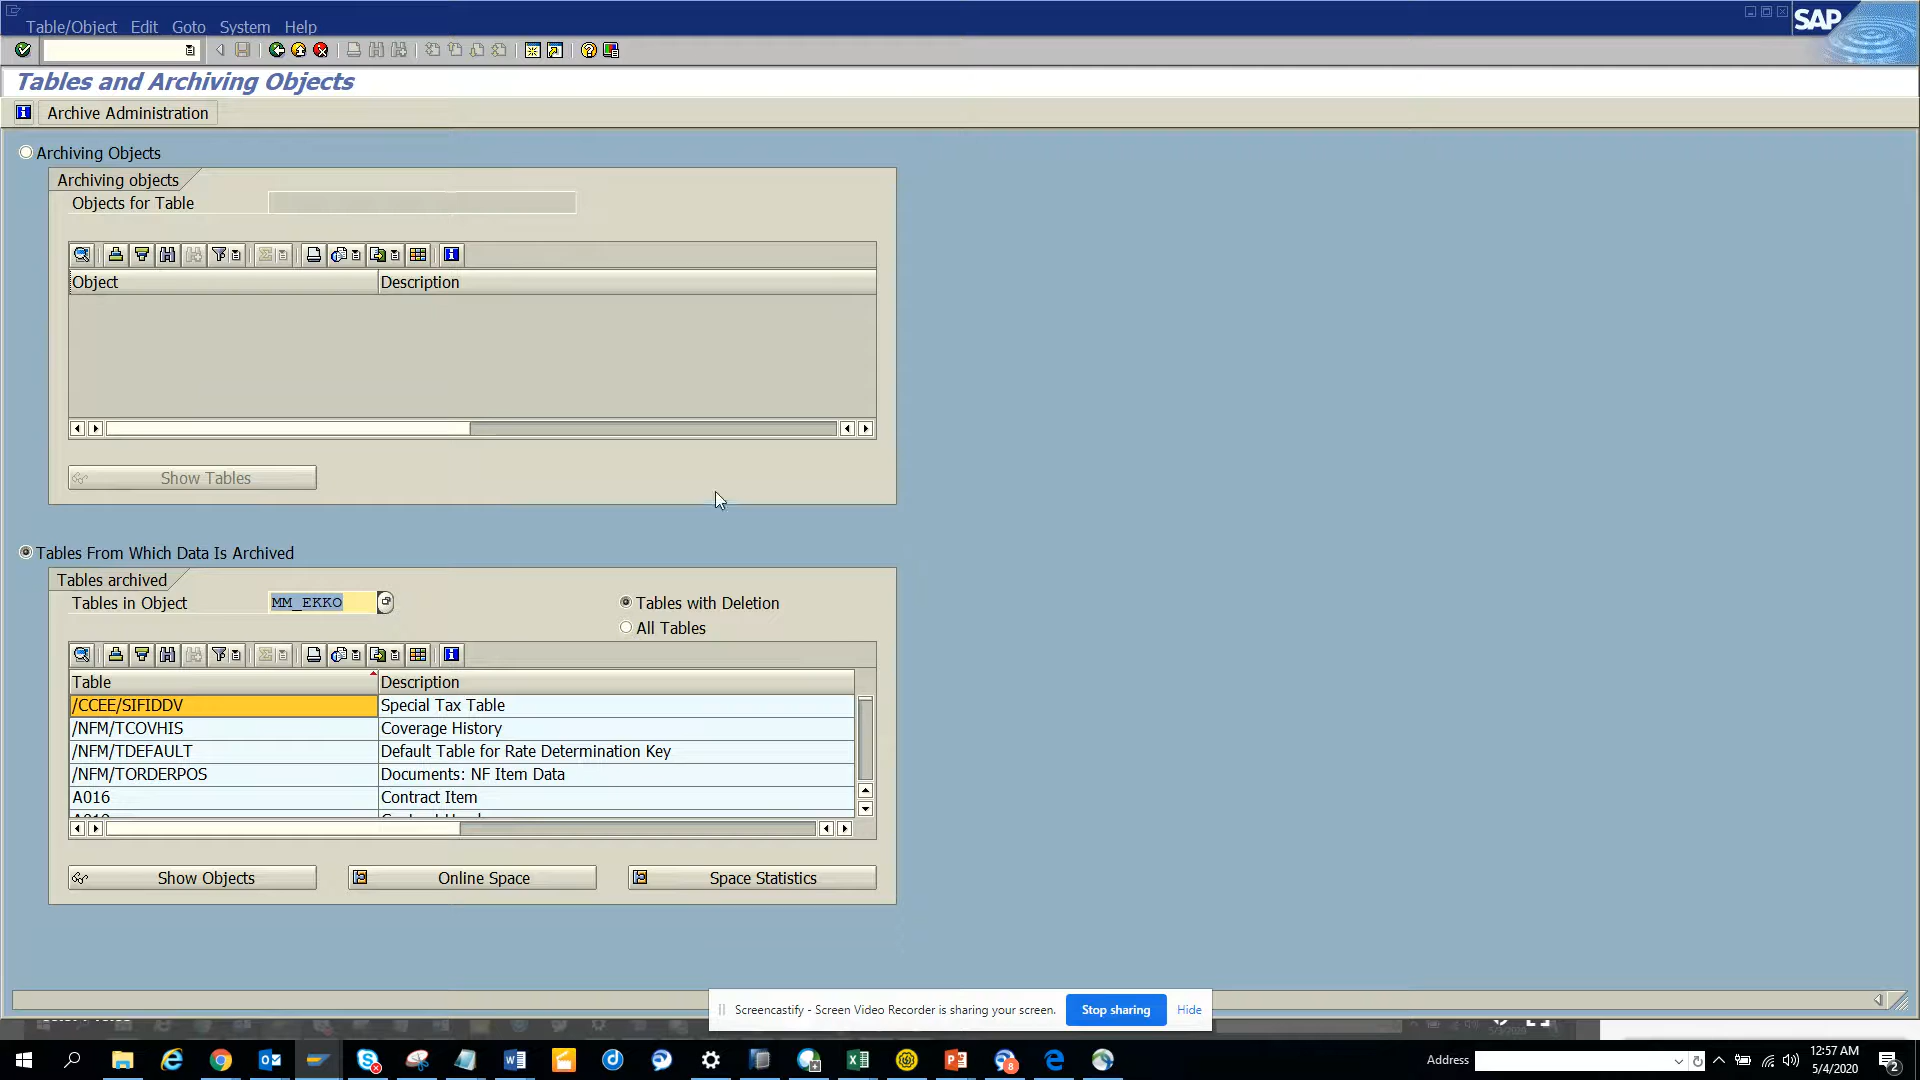 Table/Object Edit Goto System Help
SAP
Tables and Archiving Objects
Archive Administration
Archiving Objects
Archiving objects
Objects for Table
Object Description
Show Tables
Tables From Which Data Is Archived
Tables archived
Tables in Object MM_EKKO Tables with Deletion
All Tables
Table Description
/CCEE/SIFIDDV Special Tax Table
/NFM/TCOVHIS Coverage History
/NFM/TDEFAULT Default Table for Rate Determination Key
/NFM/TORDERPOS Documents: NF Item Data
A016 Contract Item
Show Objects Online Space Space Statistics
Screencastify - Screen Video Recorder is sharing your screen. Stop sharing Hide
Address
12:57 AM
5/4/2020
8
2